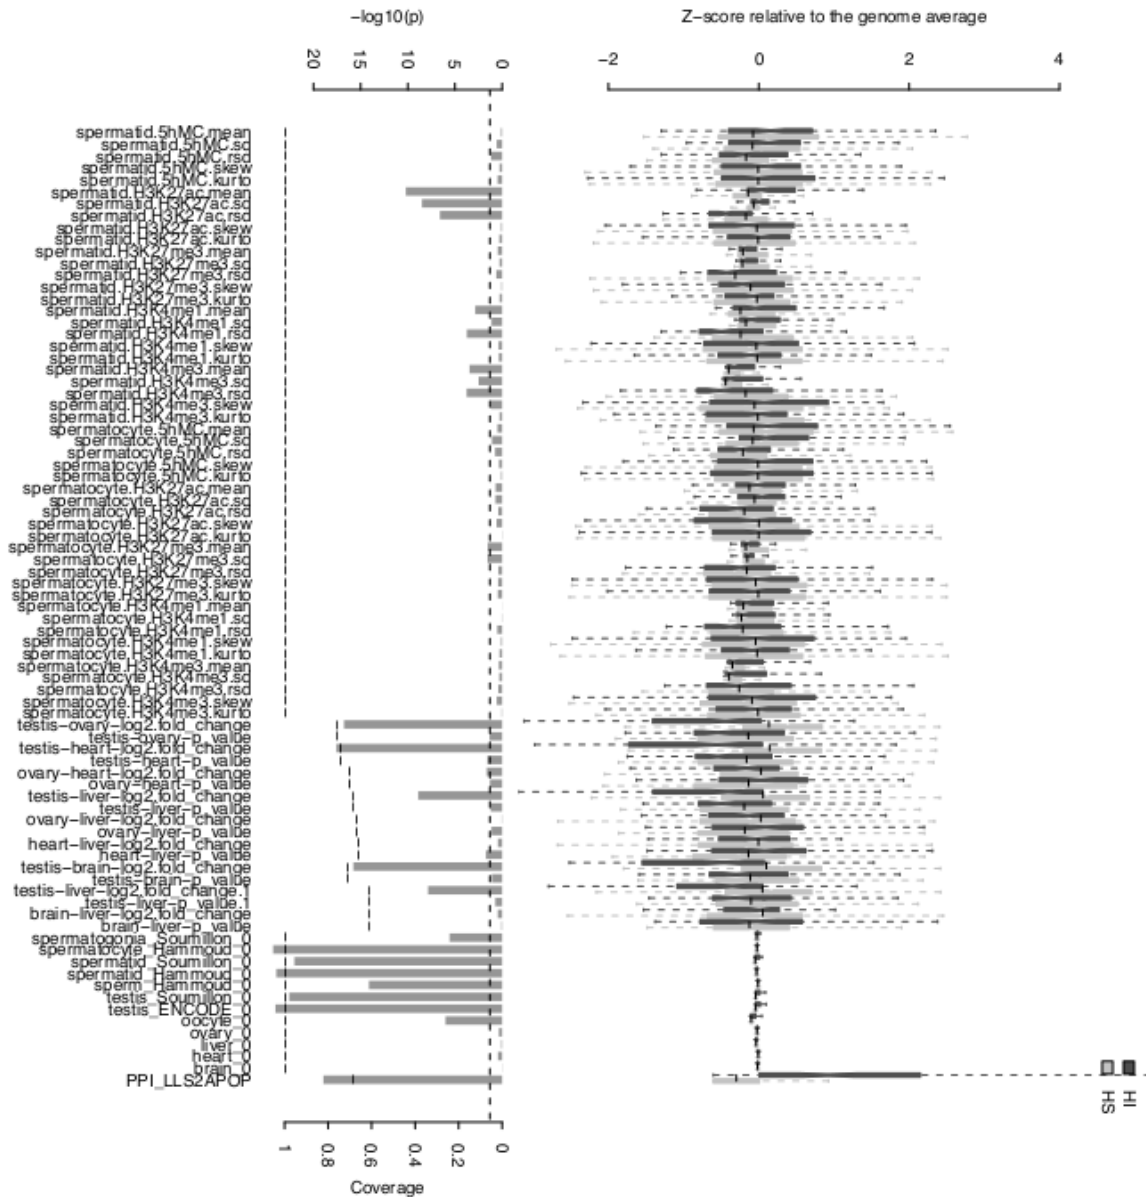 -log10(p)
Z-score relative to the genome average
20 15 10 5 0
-2 0 2 4
spermatid.5hMC.mean
spermatid.5hMC.sd
spermatid.5hMC.rsd
spermatid.5hMC.skew
spermatid.5hMC.kurto
spermatid.H3K27ac.mean
spermatid.H3K27ac.sd
spermatid.H3K27ac.rsd
spermatid.H3K27ac.skew
spermatid.H3K27ac.kurto
spermatid.H3K27me3.mean
spermatid.H3K27me3.sd
spermatid.H3K27me3.rsd
spermatid.H3K27me3.skew
spermatid.H3K27me3.kurto
spermatid.H3K4me1.mean
spermatid.H3K4me1.sd
spermatid.H3K4me1.rsd
spermatid.H3K4me1.skew
spermatid.H3K4me1.kurto
spermatid.H3K4me3.mean
spermatid.H3K4me3.sd
spermatid.H3K4me3.rsd
spermatid.H3K4me3.skew
spermatid.H3K4me3.kurto
spermatocyte.5hMC.mean
spermatocyte.5hMC.sd
spermatocyte.5hMC.rsd
spermatocyte.5hMC.skew
spermatocyte.5hMC.kurto
spermatocyte.H3K27ac.mean
spermatocyte.H3K27ac.sd
spermatocyte.H3K27ac.rsd
spermatocyte.H3K27ac.skew
spermatocyte.H3K27ac.kurto
spermatocyte.H3K27me3.mean
spermatocyte.H3K27me3.sd
spermatocyte.H3K27me3.rsd
spermatocyte.H3K27me3.skew
spermatocyte.H3K27me3.kurto
spermatocyte.H3K4me1.mean
spermatocyte.H3K4me1.sd
spermatocyte.H3K4me1.rsd
spermatocyte.H3K4me1.skew
spermatocyte.H3K4me1.kurto
spermatocyte.H3K4me3.mean
spermatocyte.H3K4me3.sd
spermatocyte.H3K4me3.rsd
spermatocyte.H3K4me3.skew
spermatocyte.H3K4me3.kurto
testis-ovary-log2.fold_change
testis-ovary-p_value
testis-heart-log2.fold_change
testis-heart-p_value
ovary-heart-log2.fold_change
ovary-heart-p_value
testis-liver-log2.fold_change
testis-liver-p_value
ovary-liver-log2.fold_change
ovary-liver-p_value
heart-liver-log2.fold_change
heart-liver-p_value
testis-brain-log2.fold_change
testis-brain-p_value
testis-liver-log2.fold_change.1
testis-liver-p_value.1
brain-liver-log2.fold_change
brain-liver-p_value
spermatogonia_Soumillon_0
spermatocyte_Hammoud_0
spermatid_Soumillon_0
spermatid_Hammoud_0
sperm_Hammoud_0
testis_Soumillon_0
testis_ENCODE_0
oocyte_0
ovary_0
liver_0
heart_0
brain_0
PPI_LLS2APOP
HS
HI
1 0.8 0.6 0.4 0.2 0
Coverage